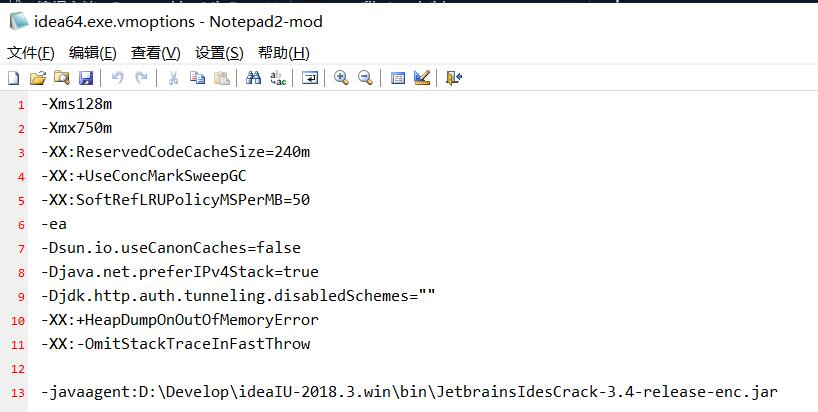 idea64.exe.vmoptions - Notepad2-mod
文件(F) 编辑(E) 查看(V) 设置(S) 帮助(H)
1 -Xms128m
2 -Xmx750m
3 -XX:ReservedCodeCacheSize=240m
4 -XX:+UseConcMarkSweepGC
5 -XX:SoftRefLRUPolicyMSPerMB=50
6 -ea
7 -Dsun.io.useCanonCaches=false
8 -Djava.net.preferIPv4Stack=true
9 -Djdk.http.auth.tunneling.disabledSchemes=""
10 -XX:+HeapDumpOnOutOfMemoryError
11 -XX:-OmitStackTraceInFastThrow
12
13 -javaagent:D:\Develop\ideaIU-2018.3.win\bin\JetbrainsIdesCrack-3.4-release-enc.jar